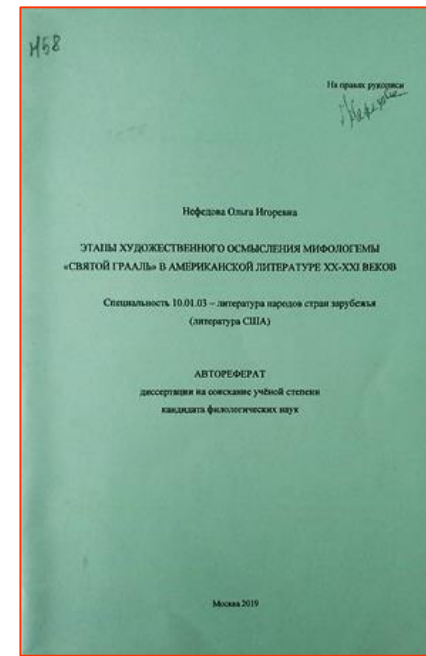 Н58
На правах рукописи
Нефедова Ольга Игоревна
ЭТАПЫ ХУДОЖЕСТВЕННОГО ОСМЫСЛЕНИЯ МИФОЛОГЕМЫ
«СВЯТОЙ ГРААЛЬ» В АМЕРИКАНСКОЙ ЛИТЕРАТУРЕ XX-XXI ВЕКОВ
Специальность 10.01.03 – литература народов стран зарубежья
(литература США)
АВТОРЕФЕРАТ
диссертации на соискание учёной степени
кандидата филологических наук
Москва 2019